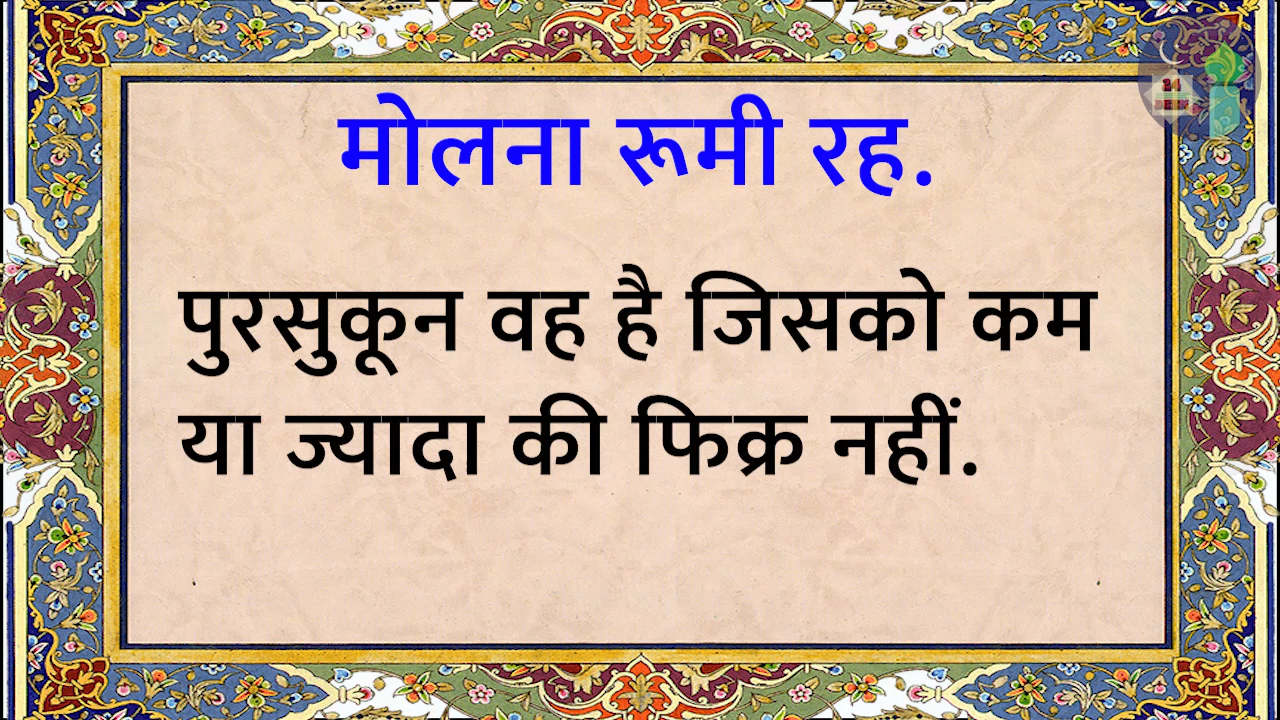 मोलना रूमी रह.
पुरसुकून वह है जिसको कम
या ज्यादा की फिक्र नहीं.